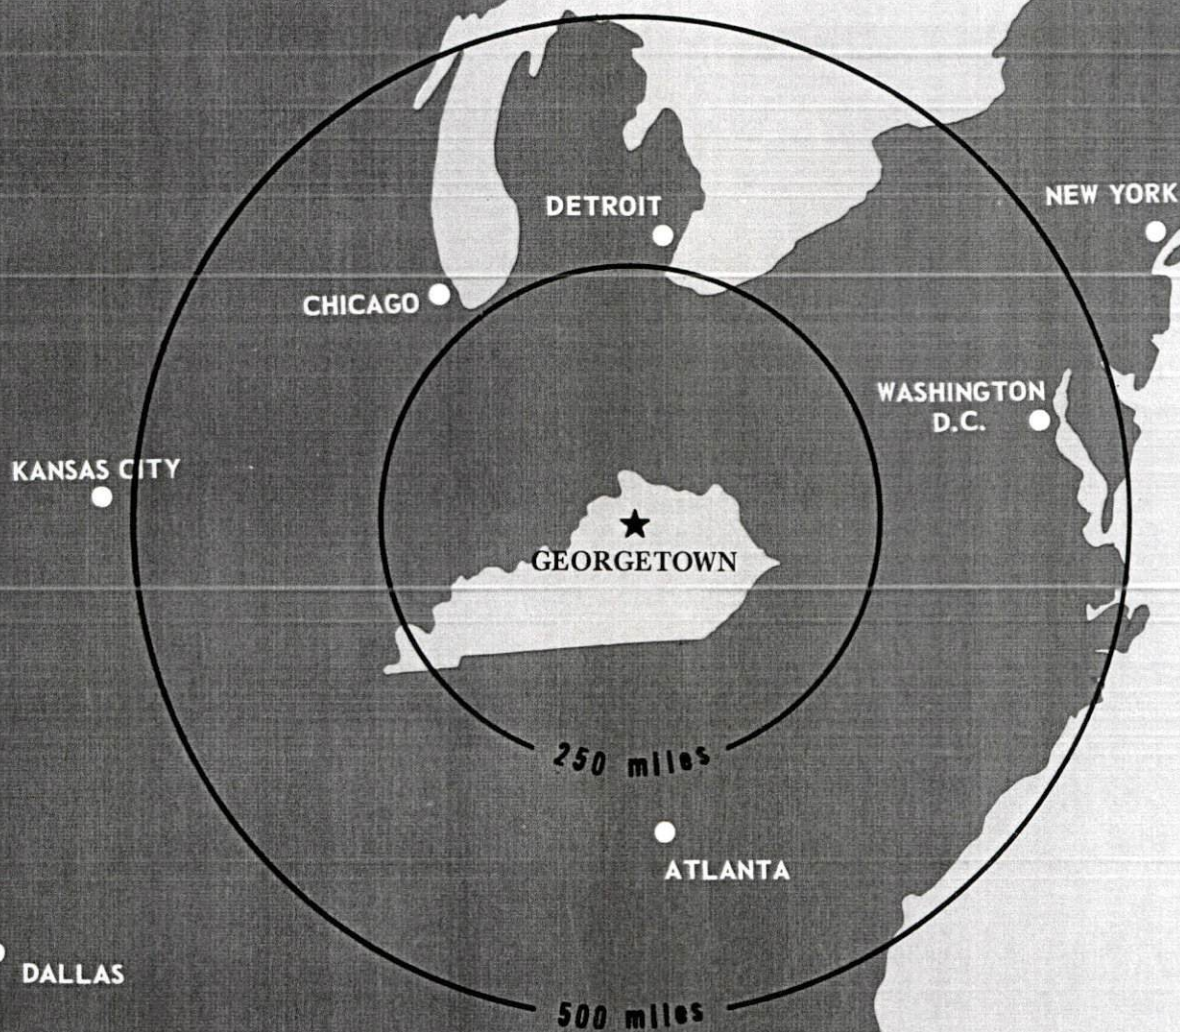 NEW YORK
DETROIT
CHICAGO
WASHINGTON
D.C.
KANSAS CITY
GEORGETOWN
250 miles
ATLANTA
DALLAS
500 miles